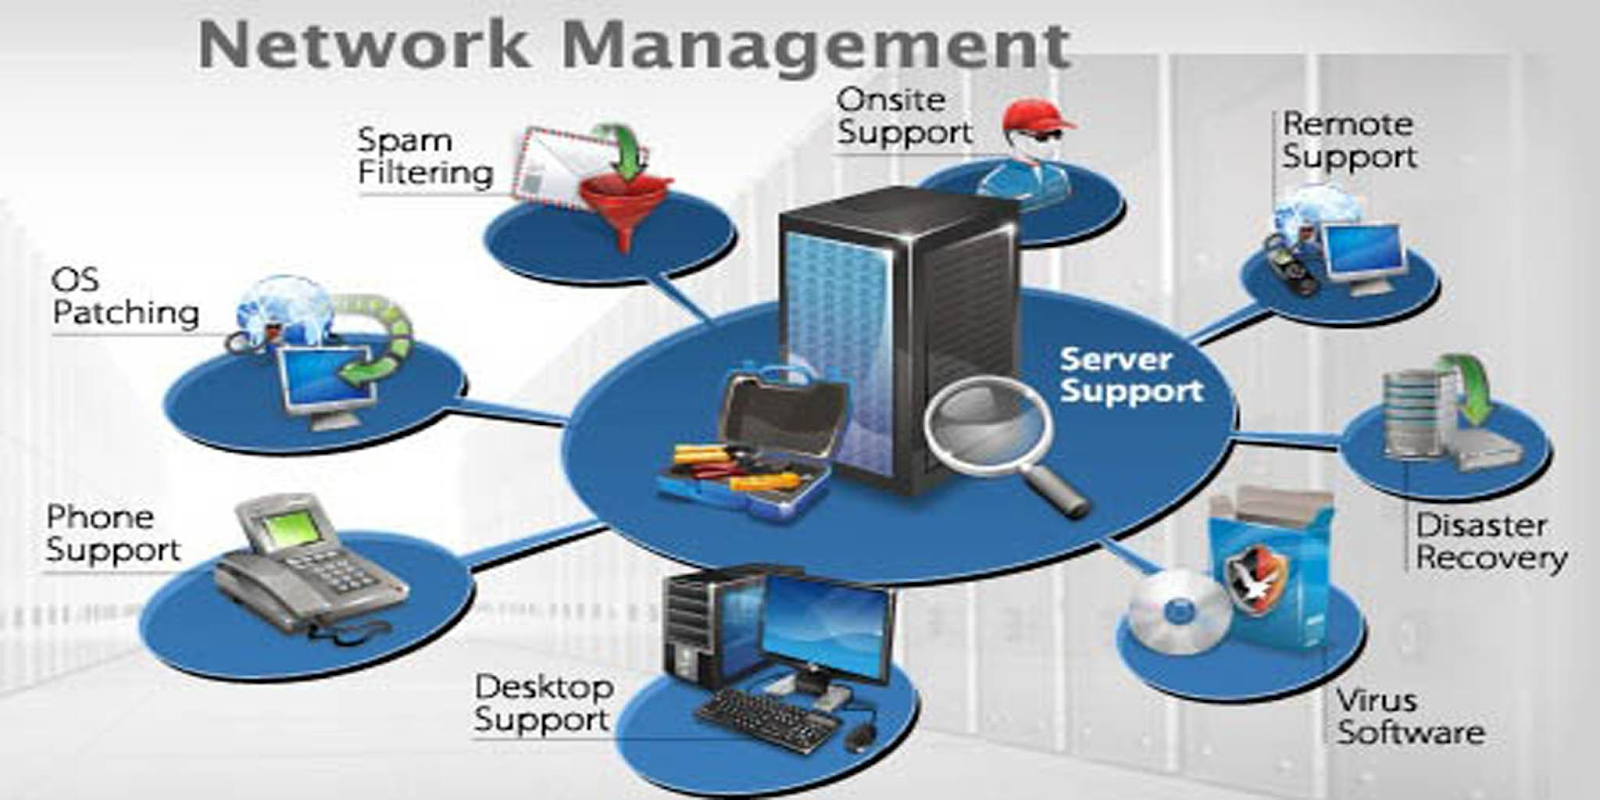 Network Management
Onsite
Support
Remote
Support
Spam
Filtering
OS
Patching
Server
Support
Phone
Support
Disaster
Recovery
Desktop
Support
Virus
Software